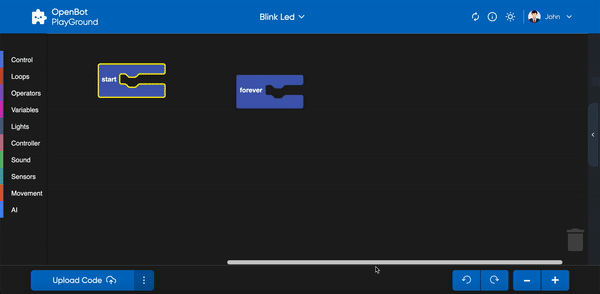 OpenBot
PlayGround
Blink Led
John
Control
Loops
Operators
Variables
Lights
Controller
Sound
Sensors
Movement
AI
start
forever
Upload Code